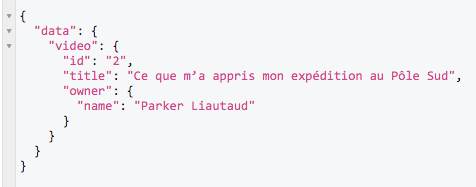 {
  "data": {
    "video": {
      "id": "2",
      "title": "Ce que m’a appris mon expédition au Pôle Sud",
      "owner": {
        "name": "Parker Liautaud"
      }
    }
  }
}